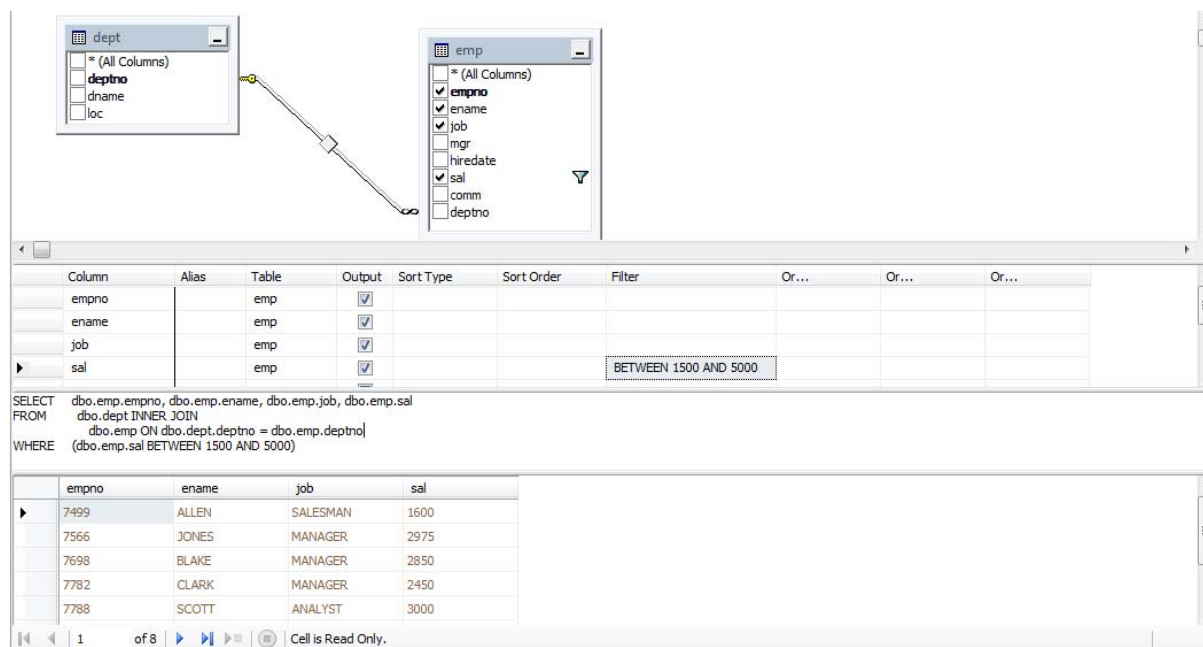 dept
* (All Columns)
deptno
dname
loc
emp
* (All Columns)
empno
ename
job
mgr
hiredate
sal
comm
deptno
Column Alias Table Output Sort Type Sort Order Filter Or... Or... Or...
empno emp
ename emp
job emp
sal emp BETWEEN 1500 AND 5000
SELECT dbo.emp.empno, dbo.emp.ename, dbo.emp.job, dbo.emp.sal
FROM dbo.dept INNER JOIN
dbo.emp ON dbo.dept.deptno = dbo.emp.deptno
WHERE (dbo.emp.sal BETWEEN 1500 AND 5000)
empno ename job sal
7499 ALLEN SALESMAN 1600
7566 JONES MANAGER 2975
7698 BLAKE MANAGER 2850
7782 CLARK MANAGER 2450
7788 SCOTT ANALYST 3000
1 of 8 Cell is Read Only.